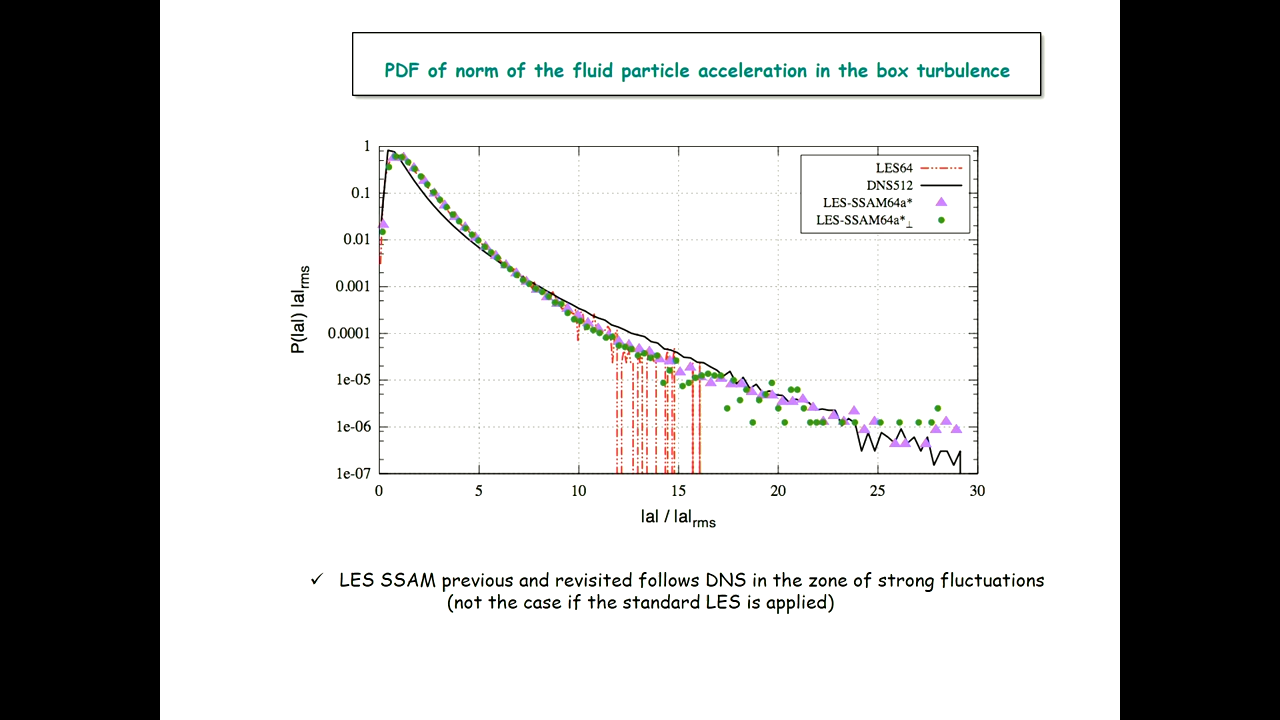 PDF of norm of the fluid particle acceleration in the box turbulence
LES64
DNS512
LES-SSAM64a*
LES-SSAM64a*⊥
P(|a|) |a|rms
1
0.1
0.01
0.001
0.0001
1e-05
1e-06
1e-07
0 5 10 15 20 25 30
|a| / |a|rms
✓ LES SSAM previous and revisited follows DNS in the zone of strong fluctuations
(not the case if the standard LES is applied)